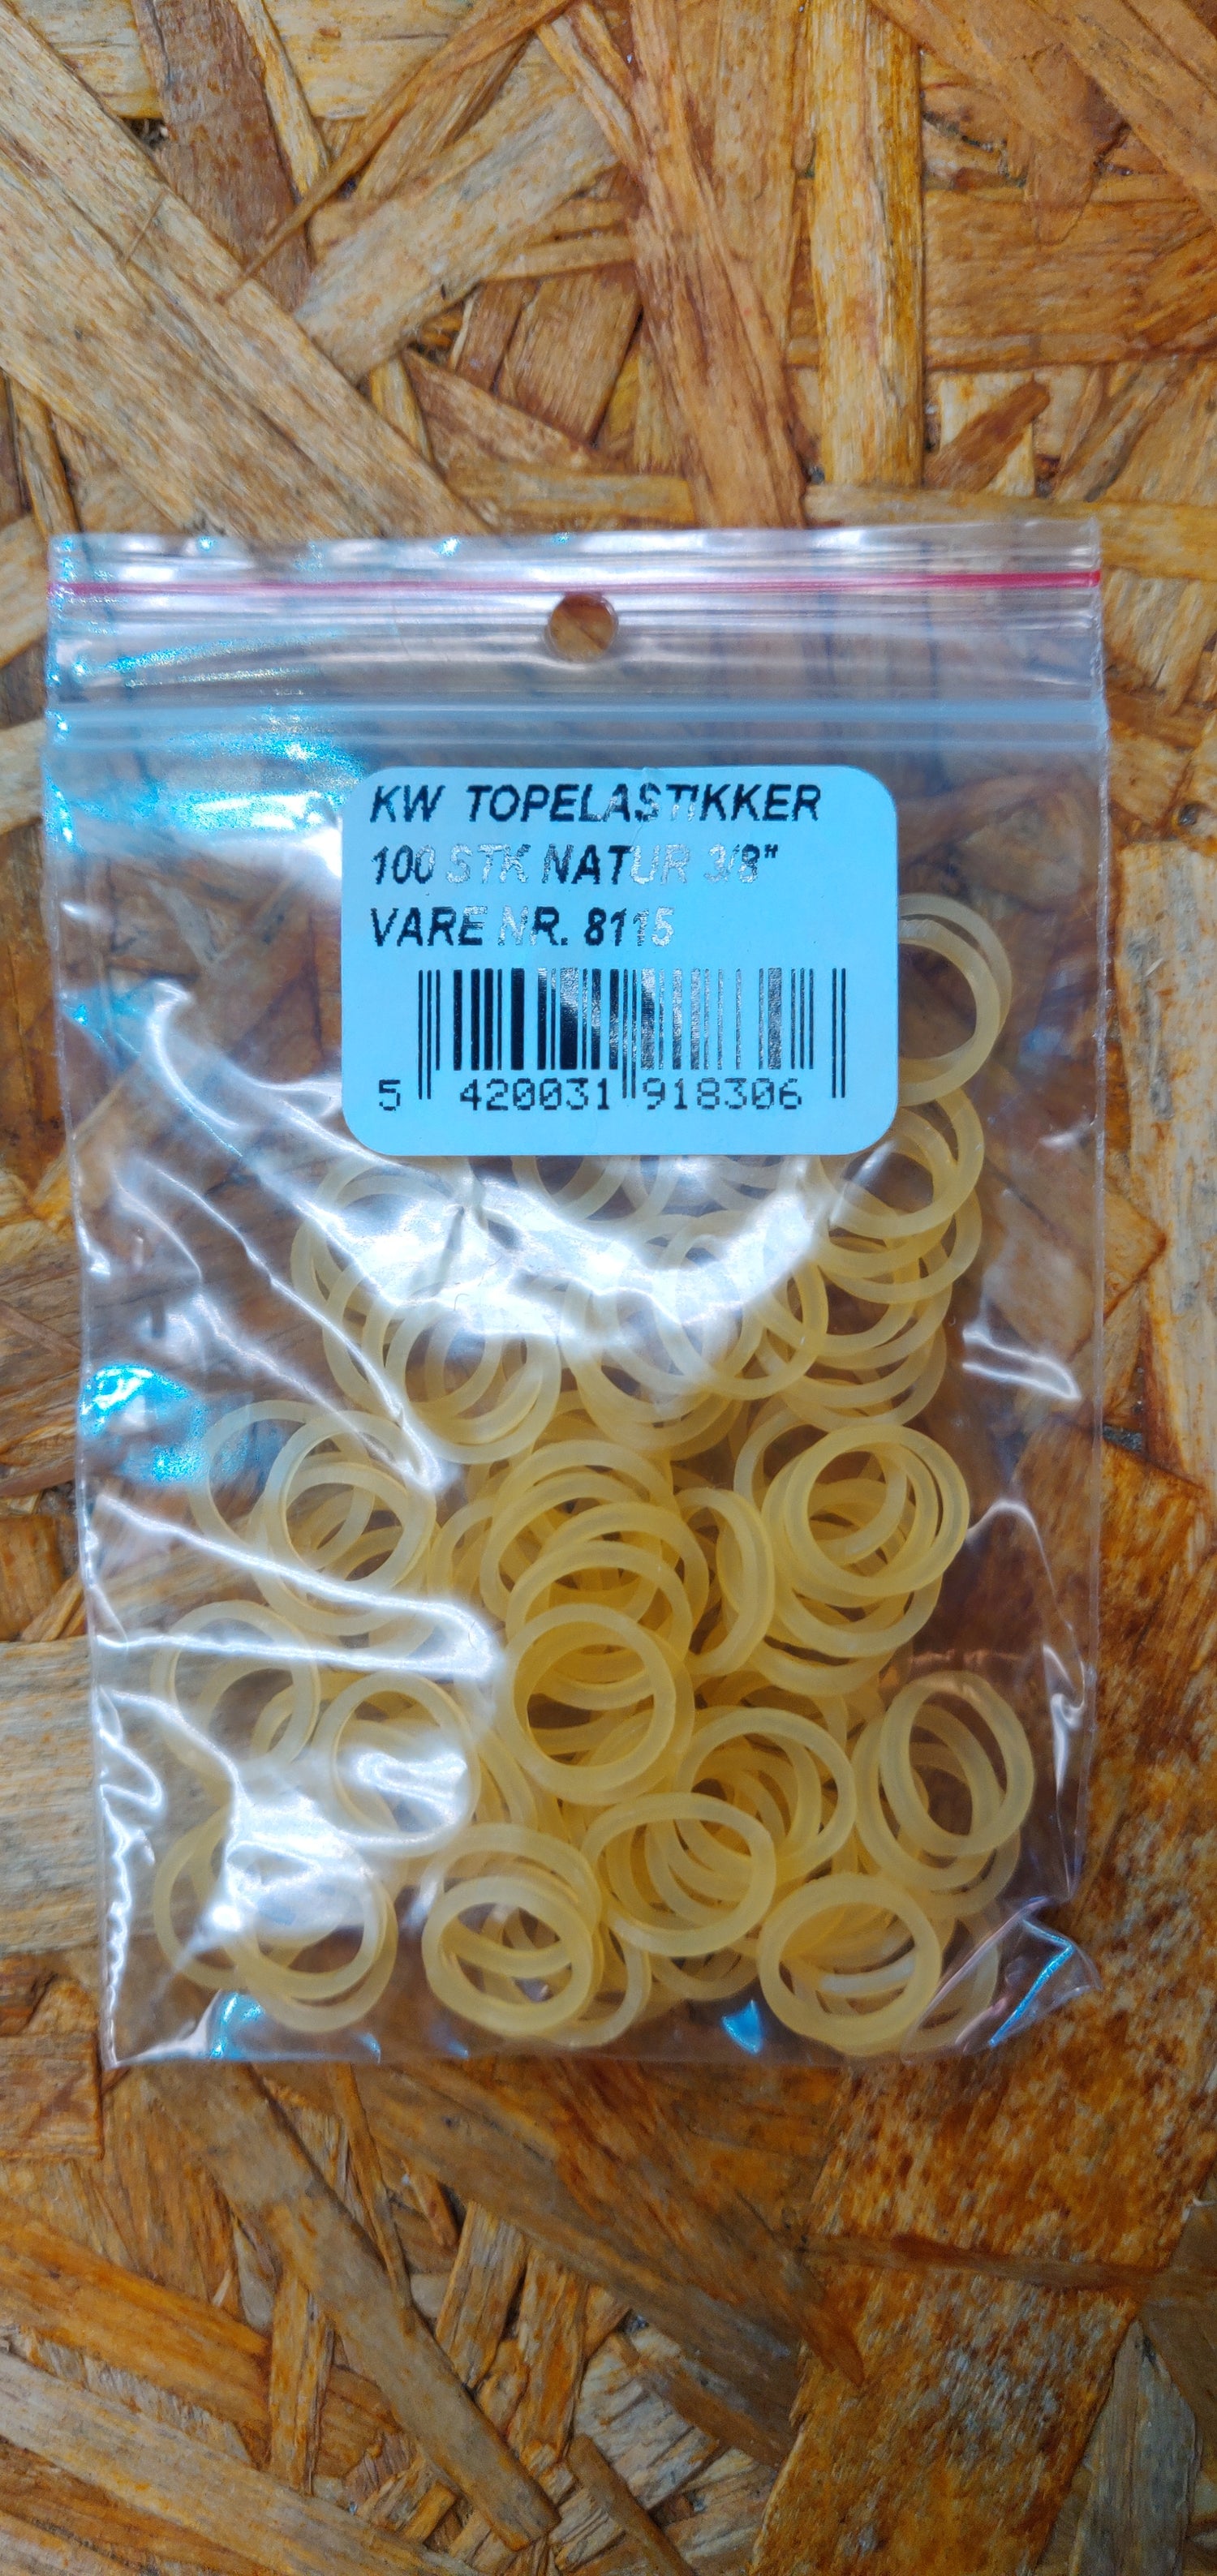 KW TOPELASTIKKER
100 STK NATUR 3/8"
VARE NR. 8115
5 420031 918306